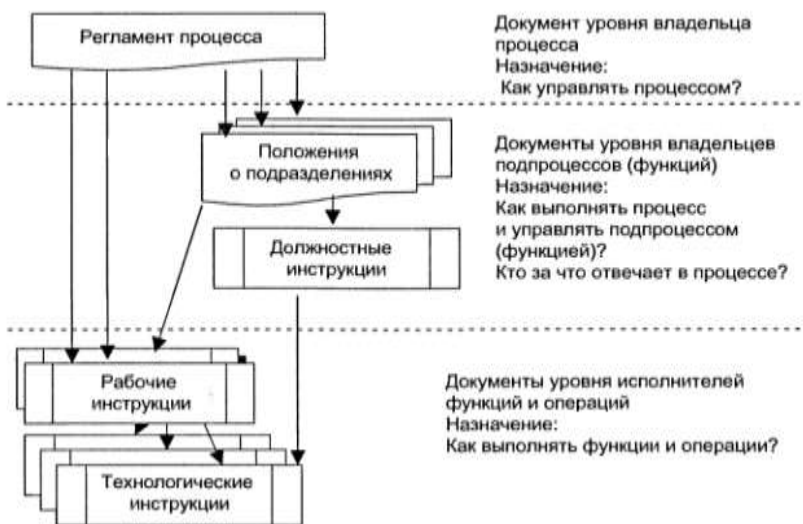 Регламент процесса
Документ уровня владельца
процесса
Назначение:
Как управлять процессом?
Положения
о подразделениях
Документы уровня владельцев
подпроцессов (функций)
Назначение:
Как выполнять процесс
и управлять подпроцессом
(функцией)?
Кто за что отвечает в процессе?
Должностные
инструкции
Рабочие
инструкции
Документы уровня исполнителей
функций и операций
Назначение:
Как выполнять функции и операции?
Технологические
инструкции